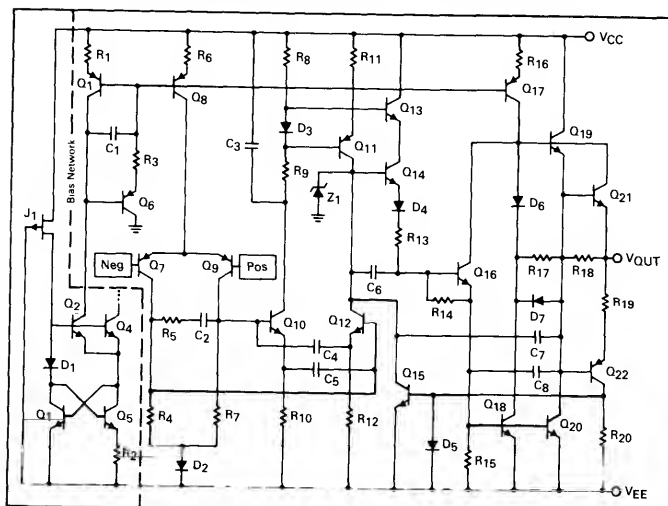 VCC
R1
R6
R8
R11
R16
Q1
Q8
Q17
Q13
Q19
D3
Q11
C1
C3
R3
R9
Q14
Q21
Z1
D4
D6
Q6
Bias Network
J1
R13
Neg
Q7
Q9
Pos
C6
Q16
R17
R18
VOUT
R14
R19
D7
Q2
Q4
R5
C2
Q10
Q12
C4
C7
C5
C8
Q22
D1
Q15
Q1
Q5
R4
R7
R10
R12
Q18
Q20
R20
R2
D2
D5
R15
VEE